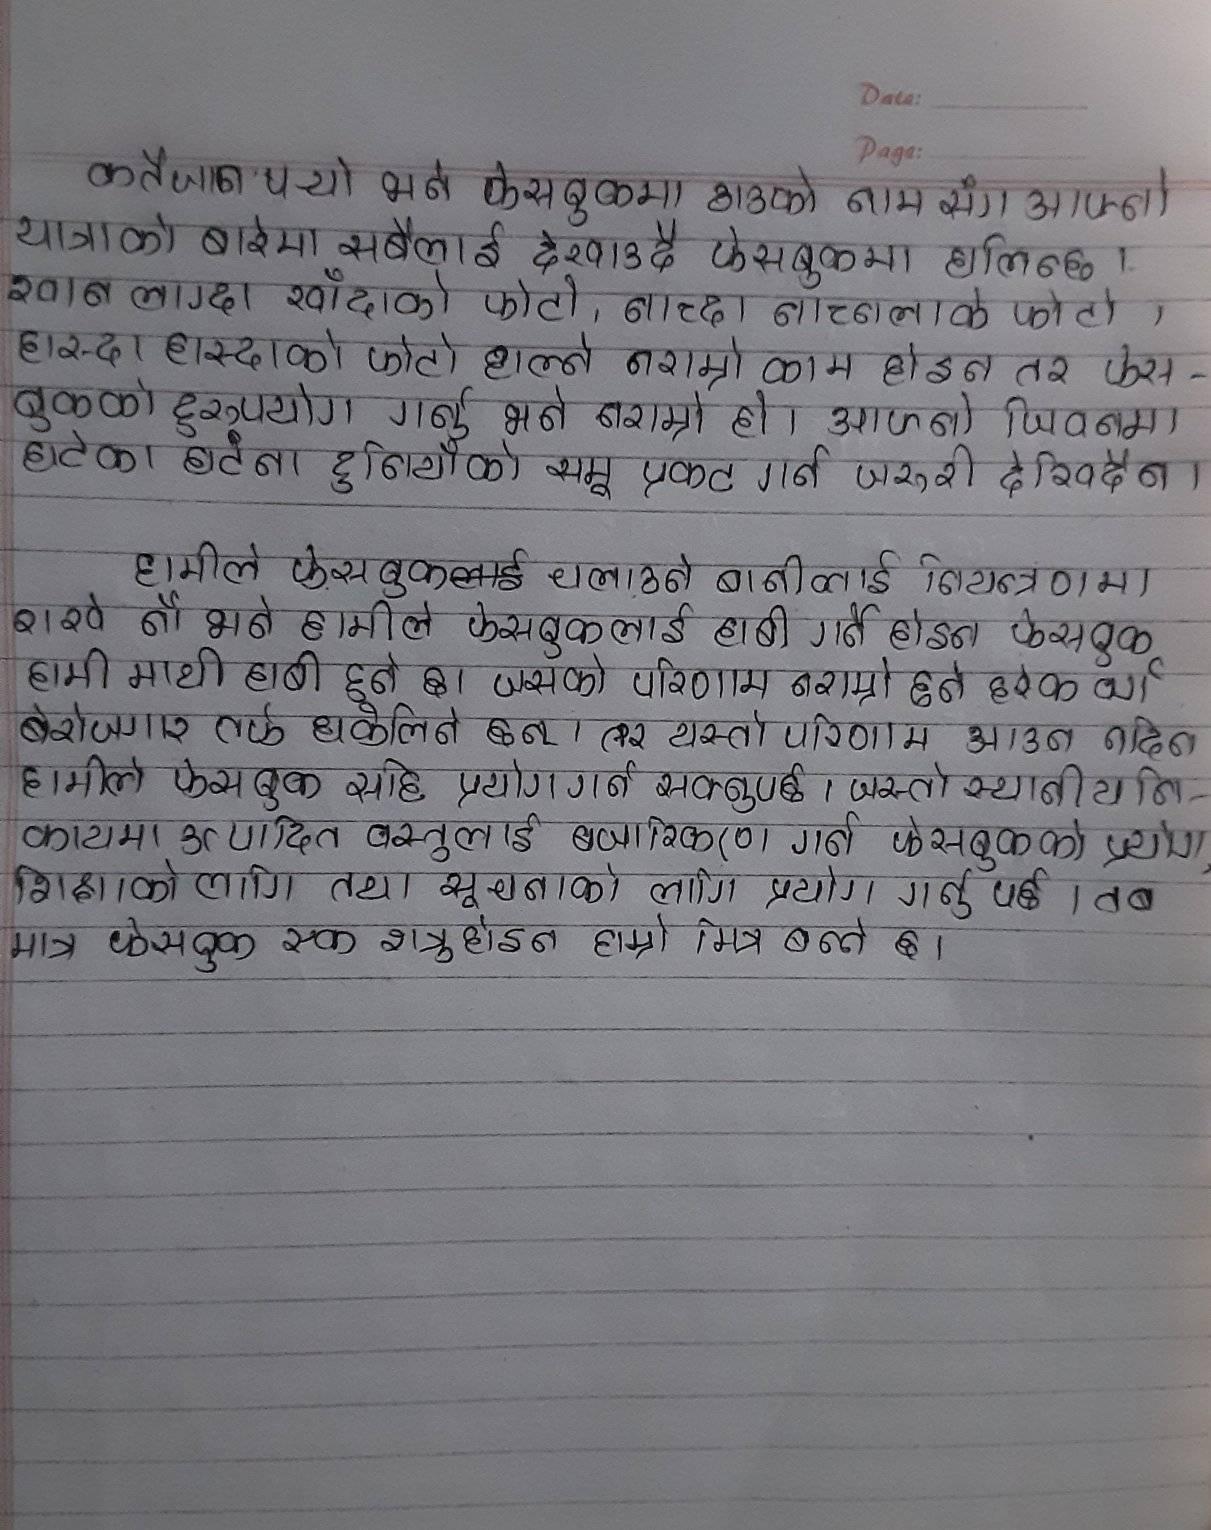 Date:
Page:
कतैजान पर्यो भने फेसबुकमा ठाउको नाम सँग आफ्नो
यात्राको बारेमा सबैलाई देखाउदै फेसबुकमा हालिन्छ ।
खान लाग्दा खाँदाको फोटो, नाच्दा नाच्नलाके फोटो ,
हास्दा हास्दाको फोटो हाल्ने नराम्रो काम होइन तर फेस-
बुकको दुरूपयोग गर्नु भने नराम्रो हो । आफ्नो जिवनमा
घटेका घटना दुनियाँको समू प्रकट गर्न जरूरी देखिदैन ।
हामीले फेसबुकलाई चलाउने बानीलाई नियन्त्रणमा
राखे नौ भने हामीले फेसबुकलाई हाबी गर्ने होइन फेसबुक
हामी माथी हाबी हुने छ। जसको परिणाम नराम्रो हुने हरेक वर्ग
बेरोजगार तर्फ धकेलिने छन् । तर यस्तो परिणाम आउन नदिन
हामीले फेसबुक सहि प्रयोग गर्न सक्नुपर्छ । जस्तो स्थानीय नि-
कायमा उत्पादित वस्तुलाई बजारिकरण गर्न फेसबुकको प्रयोग,
शिक्षाको लागि तथा सूचनाको लागि प्रयोग गर्नु पर्छ । तब
मात्र फेसबुक एक शत्रु होइन हाम्रो मित्र बन्ने छ ।